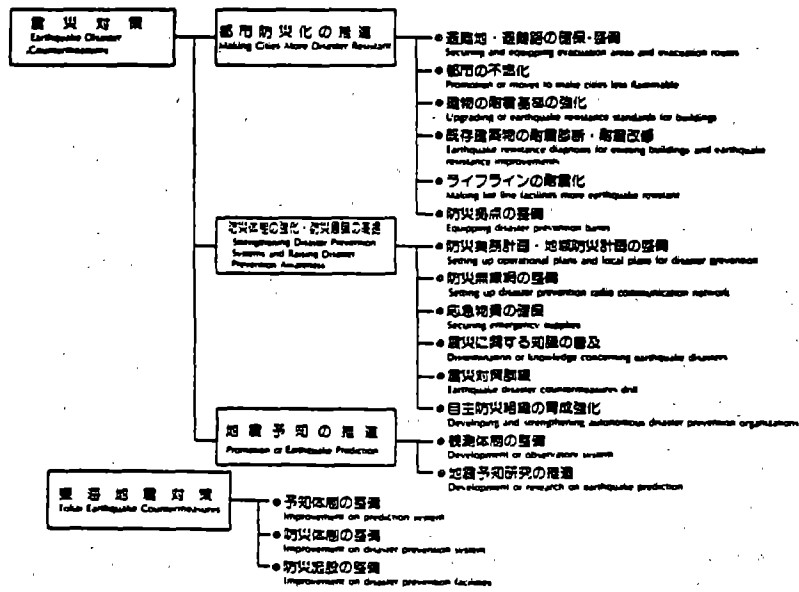 震災対策
Earthquake Disaster
Countermeasures
都市防災化の推進
Making Cities More Disaster Resistant
避難地・避難路の確保・整備
Securing and equipping evacuation areas and evacuation routes
都市の不燃化
Promotion of moves to make cities less flammable
建物の耐震基準の強化
Upgrading of earthquake resistance standards for buildings
既存建築物の耐震診断・耐震改修
Earthquake resistance diagnoses for existing buildings and earthquake
resistance improvements
ライフラインの耐震化
Making life line facilities more earthquake resistant
防災拠点の整備
Equipping disaster prevention bases
防災体制の強化・防災意識の高揚
Strengthening Disaster Prevention
Systems and Raising Disaster
Prevention Awareness
防災業務計画・地域防災計画の整備
Setting up operational plans and local plans for disaster prevention
防災無線網の整備
Setting up disaster prevention radio communication network
応急物資の確保
Securing emergency supplies
震災に関する知識の普及
Dissemination of knowledge concerning earthquake disasters
震災対策訓練
Earthquake disaster countermeasures drill
自主防災組織の育成強化
Developing and strengthening autonomous disaster prevention organizations
地震予知の推進
Promotion of Earthquake Prediction
観測体制の整備
Development of observatory system
地震予知研究の推進
Development of research on earthquake prediction
東海地震対策
Tokai Earthquake Countermeasures
予知体制の整備
Improvement on prediction system
防災体制の整備
Improvement on disaster prevention system
防災施設の整備
Improvement on disaster prevention facilities